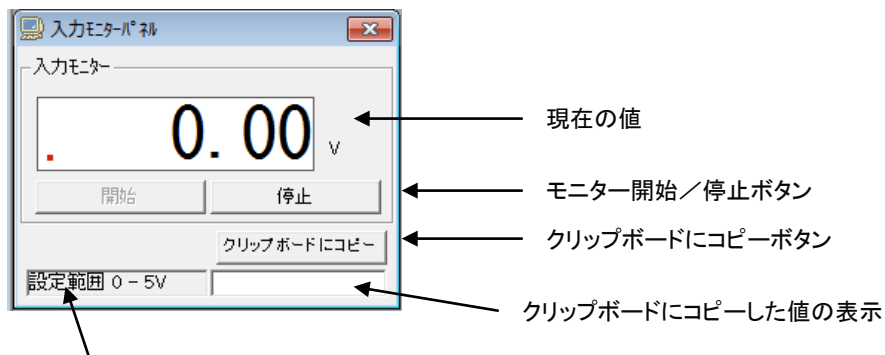 入力モニターパネル
入力モニター
0.00
V
現在の値
開始
停止
モニター開始／停止ボタン
クリップボードにコピー
クリップボードにコピーボタン
設定範囲 0 - 5V
クリップボードにコピーした値の表示